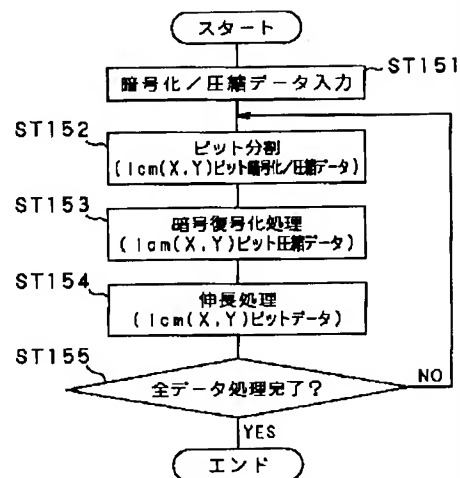 スタート
ST151
暗号化／圧縮データ入力
ST152
ビット分割
(lcm(X,Y)ビット暗号化／圧縮データ)
ST153
暗号復号化処理
(lcm(X,Y)ビット圧縮データ)
ST154
伸長処理
(lcm(X,Y)ビットデータ)
ST155
全データ処理完了？
NO
YES
エンド